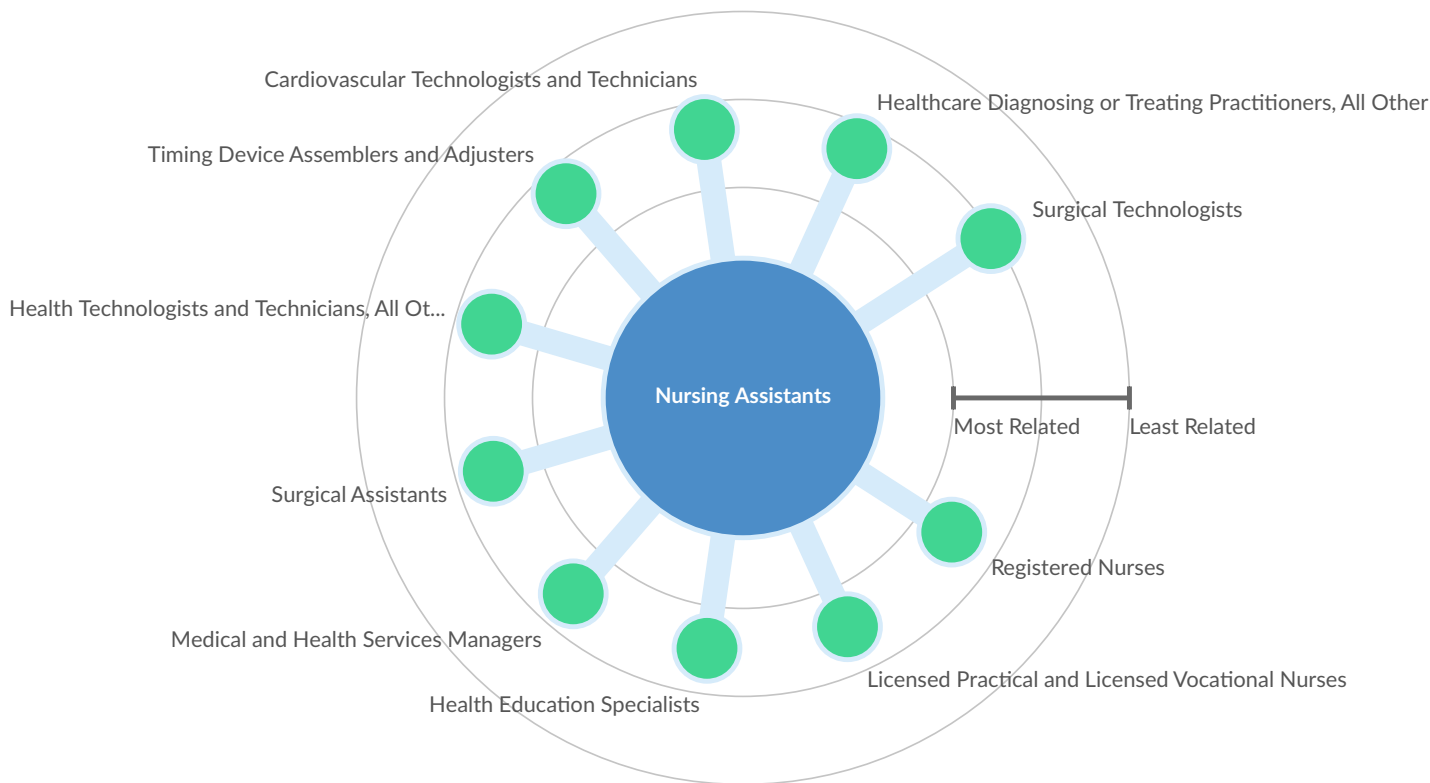 Cardiovascular Technologists and Technicians
Healthcare Diagnosing or Treating Practitioners, All Other
Timing Device Assemblers and Adjusters
Surgical Technologists
Health Technologists and Technicians, All Ot...
Nursing Assistants
Most Related
Least Related
Surgical Assistants
Registered Nurses
Medical and Health Services Managers
Licensed Practical and Licensed Vocational Nurses
Health Education Specialists